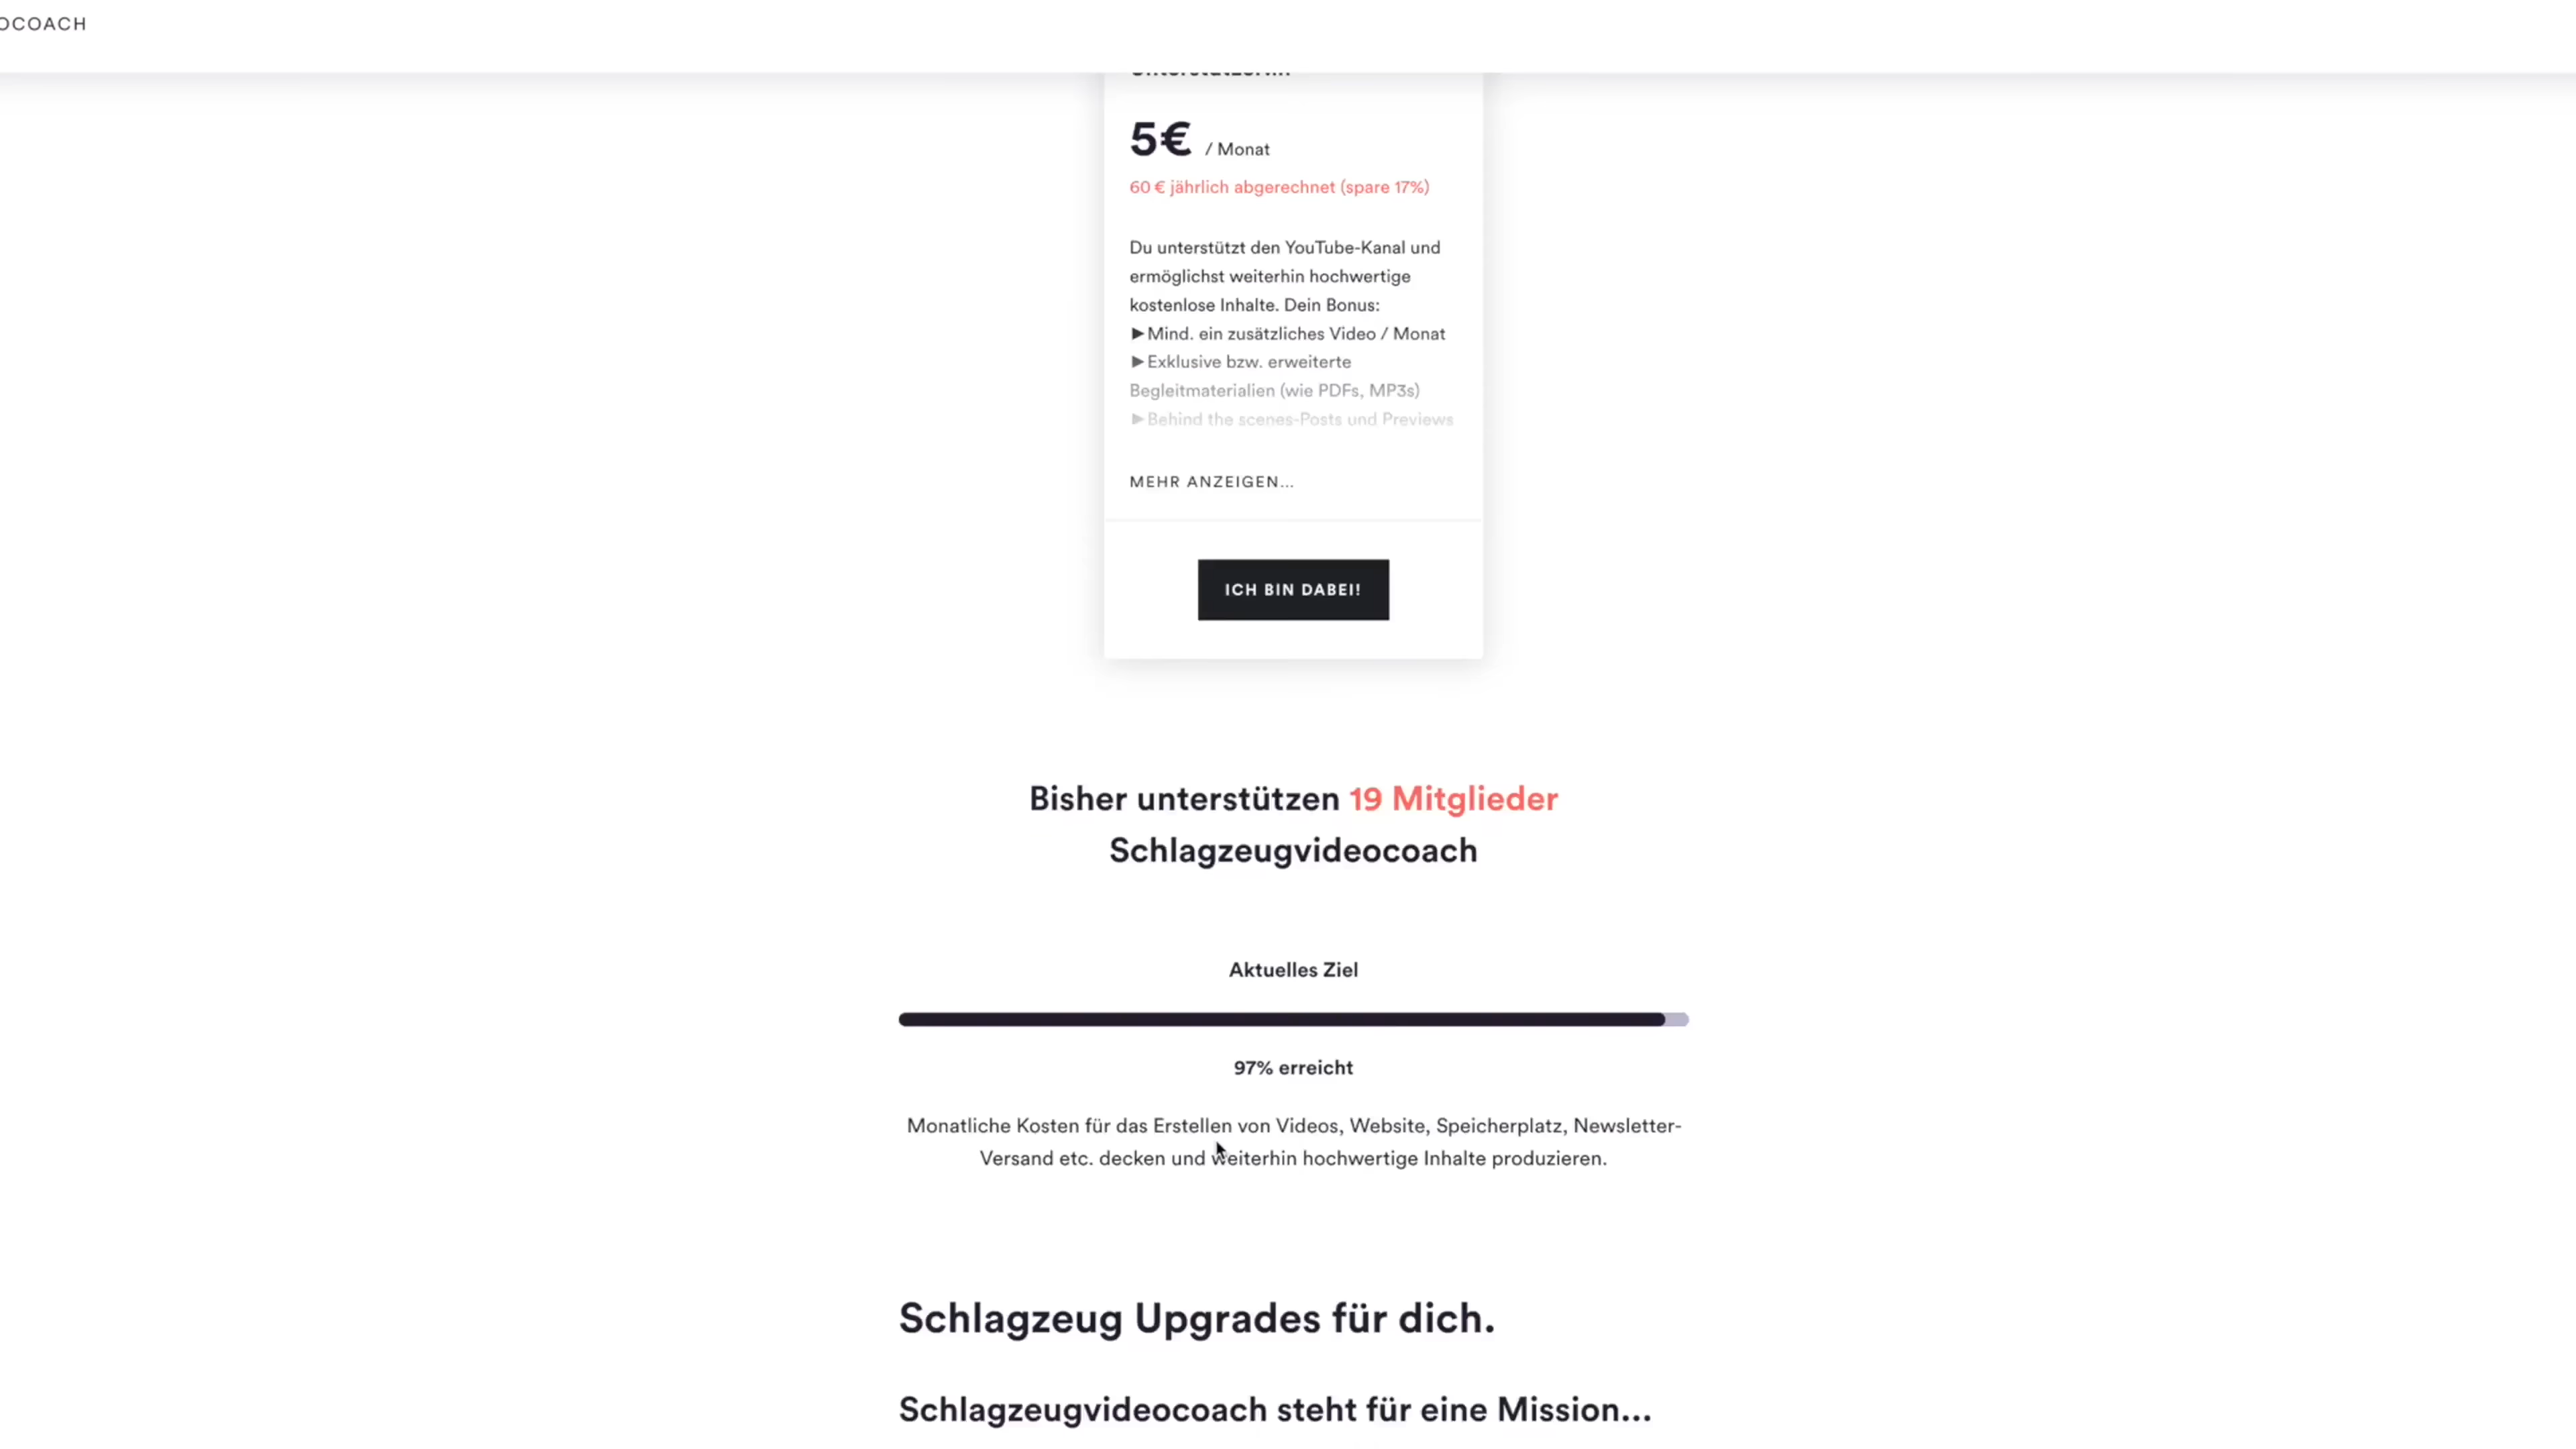 OCOACH
5€ / Monat
60 € jährlich abgerechnet (spare 17%)
Du unterstützt den YouTube-Kanal und
ermöglichst weiterhin hochwertige
kostenlose Inhalte. Dein Bonus:
►Mind. ein zusätzliches Video / Monat
►Exklusive bzw. erweiterte
Begleitmaterialien (wie PDFs, MP3s)
►Behind the scenes-Posts und Previews
MEHR ANZEIGEN...
ICH BIN DABEI!
Bisher unterstützen 19 Mitglieder
Schlagzeugvideocoach
Aktuelles Ziel
97% erreicht
Monatliche Kosten für das Erstellen von Videos, Website, Speicherplatz, Newsletter-
Versand etc. decken und weiterhin hochwertige Inhalte produzieren.
Schlagzeug Upgrades für dich.
Schlagzeugvideocoach steht für eine Mission...